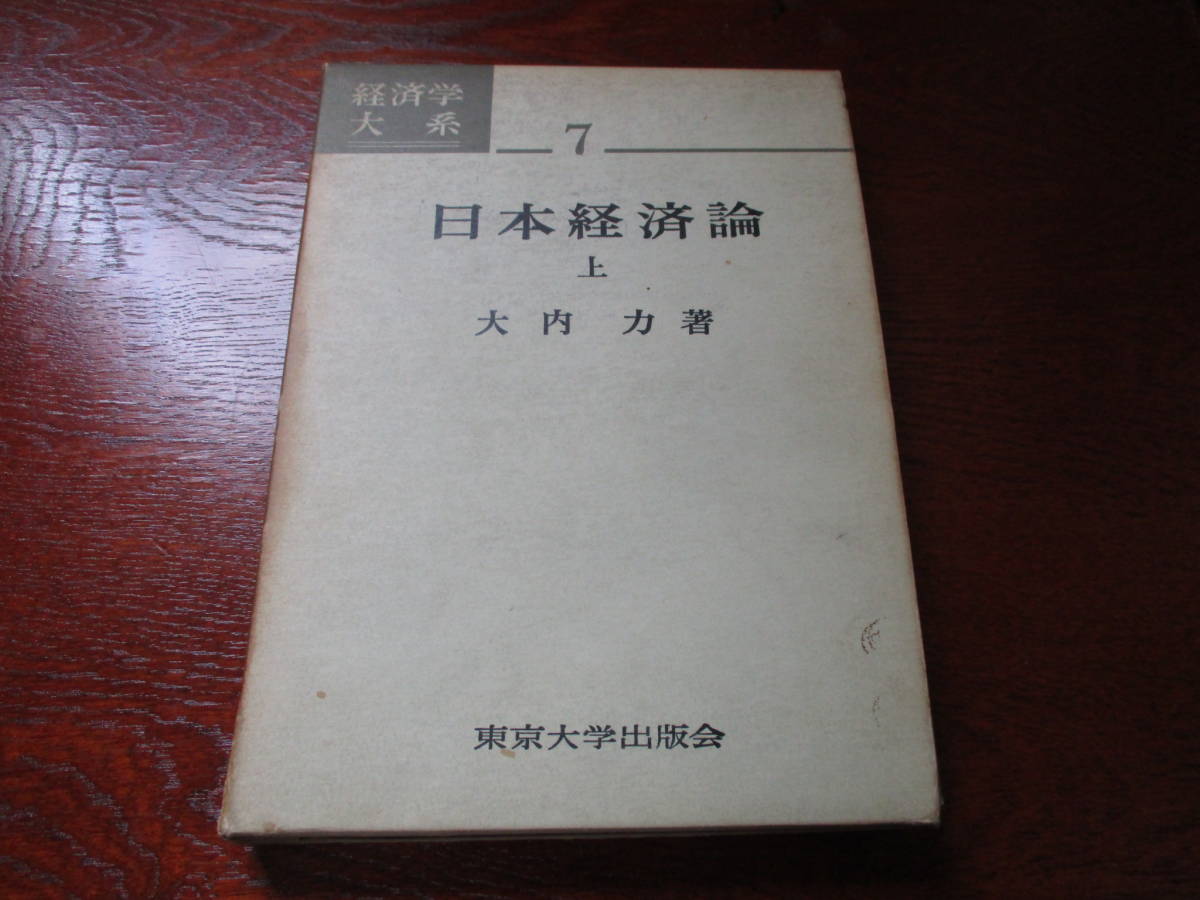 経済学
大系
7
日本経済論
上
大内 力 著
東京大学出版会